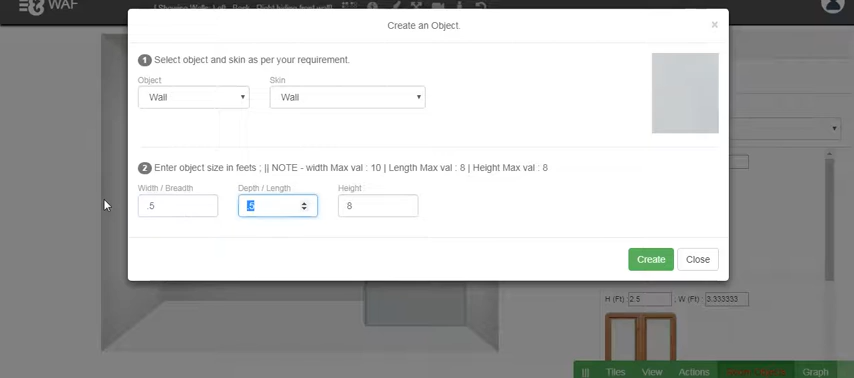 WAF
Create an Object.
×
1 Select object and skin as per your requirement.
Object
Skin
Wall
Wall
2 Enter object size in feets ; || NOTE - width Max val : 10 | Length Max val : 8 | Height Max val : 8
Width / Breadth
Depth / Length
Height
.5
.5
8
Create
Close
H (Ft) 2.5 ; W (Ft) 3.333333
Tiles View Actions Graph